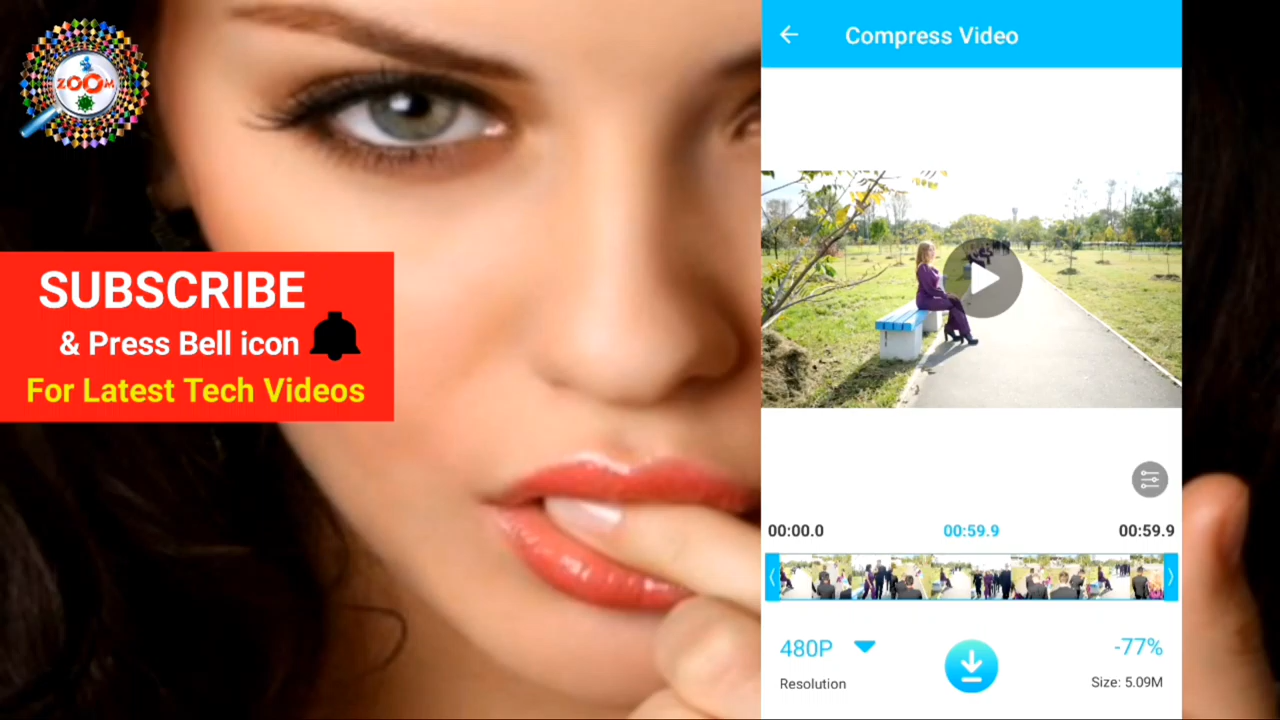 ZOOM
SUBSCRIBE
& Press Bell icon
For Latest Tech Videos
Compress Video
00:00.0
00:59.9
00:59.9
480P
-77%
Resolution
Size: 5.09M